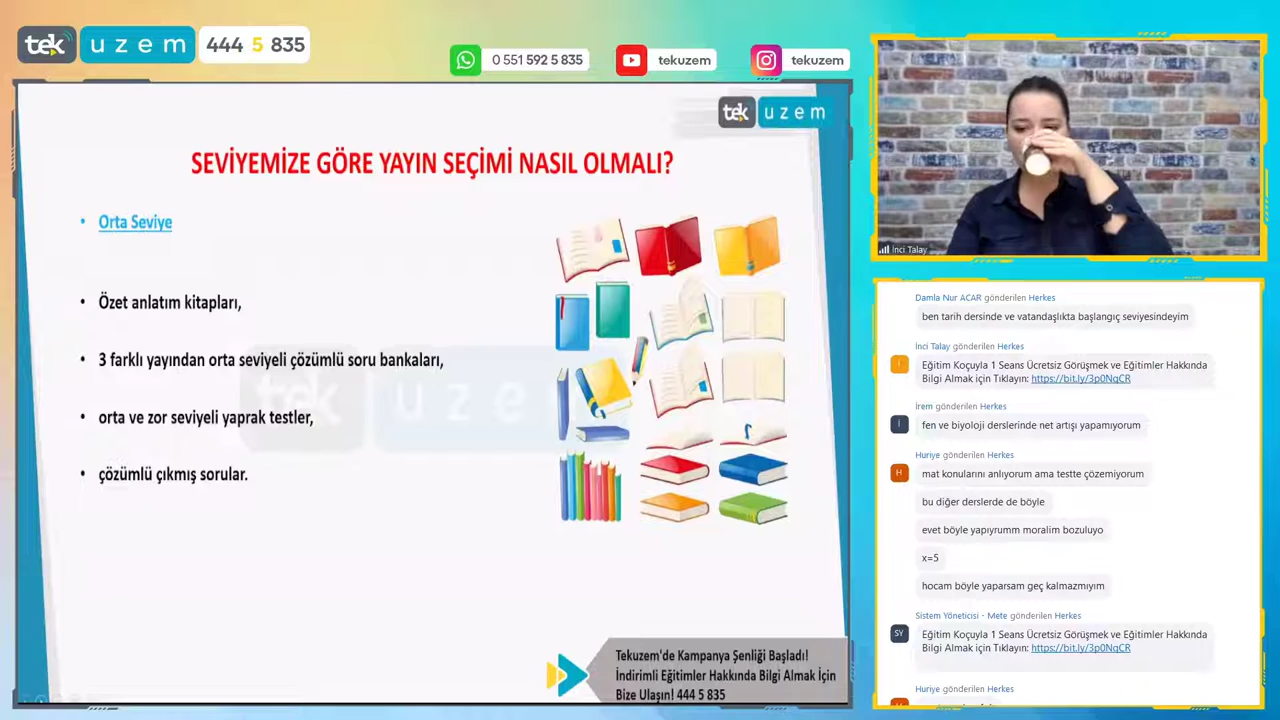 tek uzem 444 5 835
0 551 592 5 835
tekuzem
tekuzem
tek uzem
SEVİYEMİZE GÖRE YAYIN SEÇİMİ NASIL OLMALI?
• Orta Seviye
• Özet anlatım kitapları,
• 3 farklı yayından orta seviyeli çözümlü soru bankaları,
• orta ve zor seviyeli yaprak testler,
• çözümlü çıkmış sorular.
tek uze
Tekuzem'de Kampanya Şenliği Başladı!
İndirimli Eğitimler Hakkında Bilgi Almak İçin
Bize Ulaşın! 444 5 835
İnci Talay
Damla Nur ACAR gönderilen Herkes
ben tarih dersinde ve vatandaşlıkta başlangıç seviyesindeyim
İnci Talay gönderilen Herkes
İ
Eğitim Koçuyla 1 Seans Ücretsiz Görüşmek ve Eğitimler Hakkında
Bilgi Almak için Tıklayın: https://bit.ly/3p0NqCR
İrem gönderilen Herkes
İ
fen ve biyoloji derslerinde net artışı yapamıyorum
Huriye gönderilen Herkes
H
mat konularını anlıyorum ama testte çözemiyorum
bu diğer derslerde de böyle
evet böyle yapıyrumm moralim bozuluyo
x=5
hocam böyle yaparsam geç kalmazmıyım
Sistem Yöneticisi - Mete gönderilen Herkes
SY
Eğitim Koçuyla 1 Seans Ücretsiz Görüşmek ve Eğitimler Hakkında
Bilgi Almak için Tıklayın: https://bit.ly/3p0NqCR
Huriye gönderilen Herkes